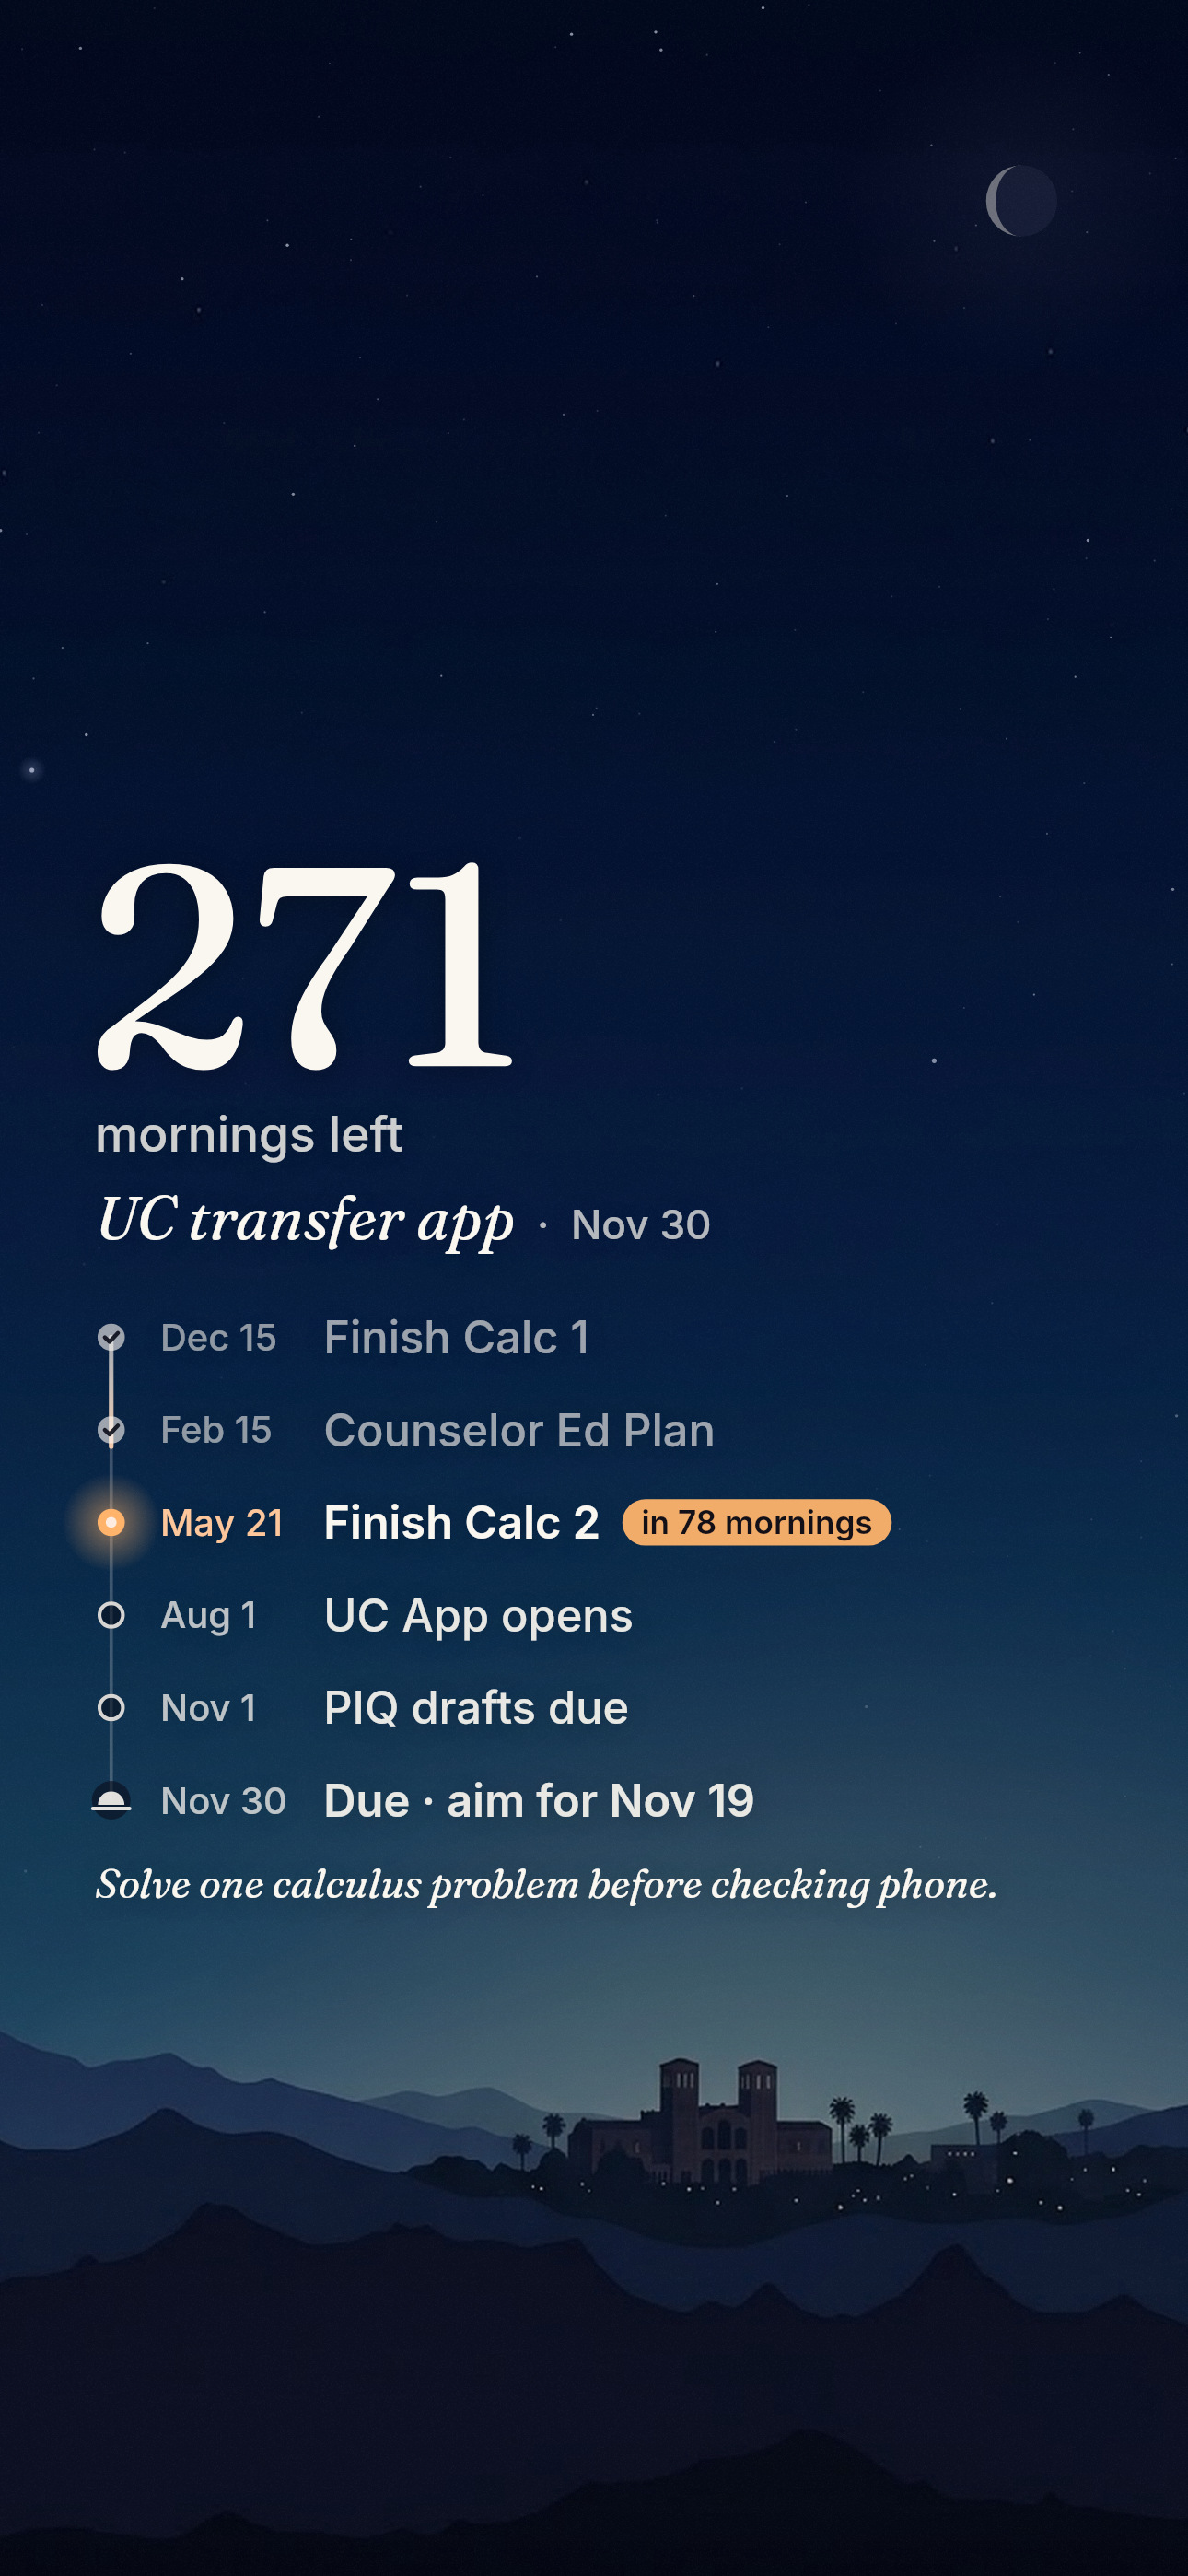 271
mornings left
UC transfer app · Nov 30
Dec 15 Finish Calc 1
Feb 15 Counselor Ed Plan
May 21 Finish Calc 2 in 78 mornings
Aug 1 UC App opens
Nov 1 PIQ drafts due
Nov 30 Due · aim for Nov 19
Solve one calculus problem before checking phone.